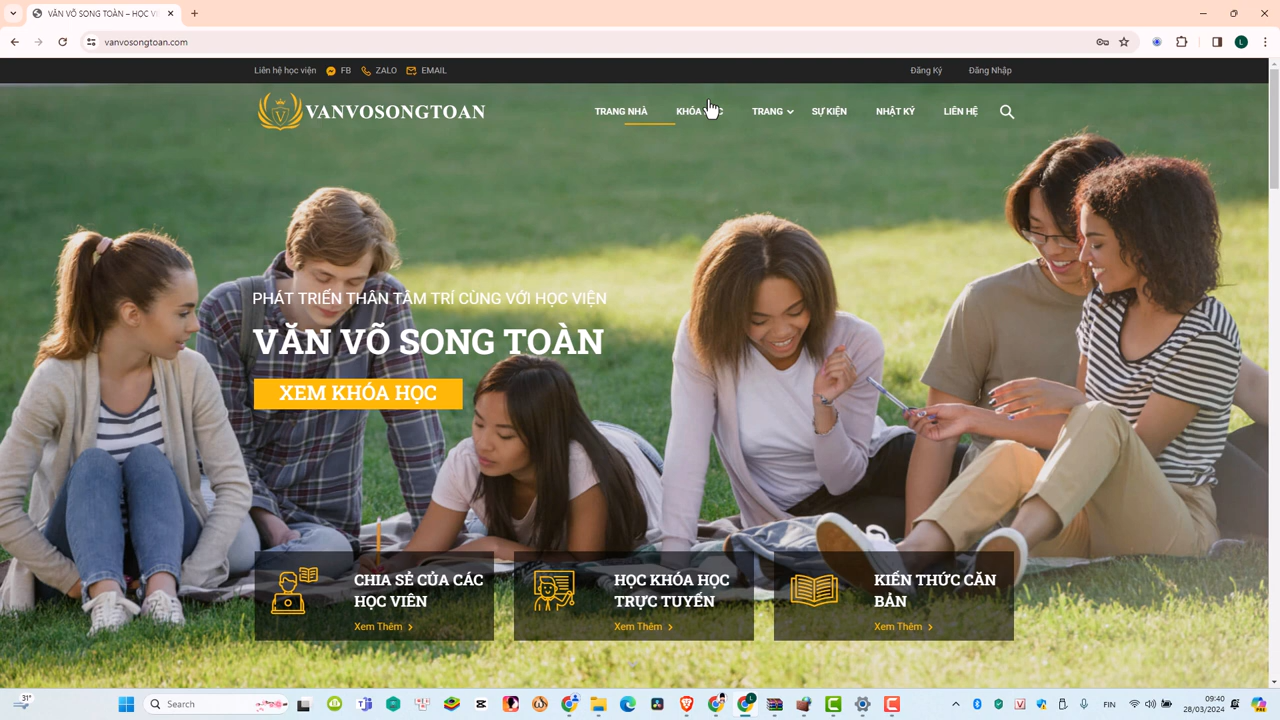 VĂN VÕ SONG TOÀN – HỌC V
vanvosongtoan.com
Liên hệ học viện FB ZALO EMAIL Đăng Ký Đăng Nhập
VANVOSONGTOAN TRANG NHÀ KHÓA TRANG SỰ KIỆN NHẬT KÝ LIÊN HỆ
PHÁT TRIỂN THÂN TÂM TRÍ CÙNG VỚI HỌC VIỆN
VĂN VÕ SONG TOÀN
XEM KHÓA HỌC
CHIA SẺ CỦA CÁC
HỌC VIÊN
Xem Thêm
HỌC KHÓA HỌC
TRỰC TUYẾN
Xem Thêm
KIẾN THỨC CĂN
BẢN
Xem Thêm
31°
Search
FIN
09:40
28/03/2024